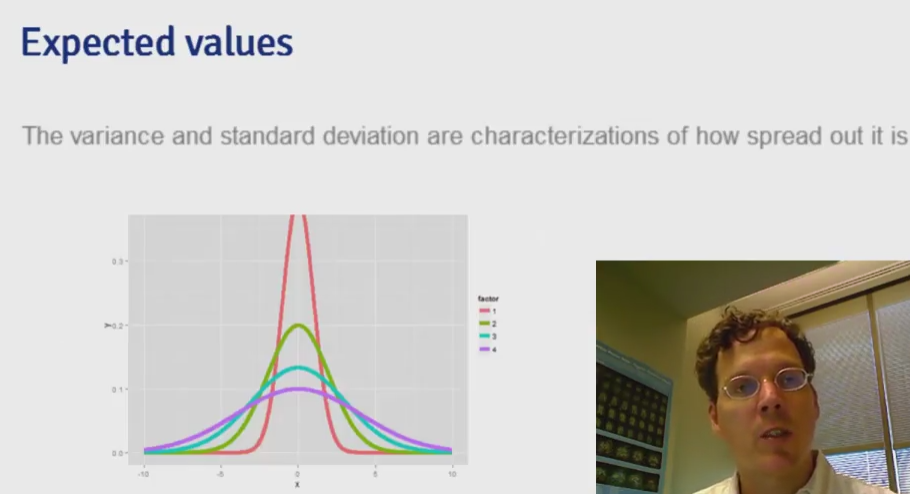 Expected values
The variance and standard deviation are characterizations of how spread out it is
0.3
0.2
0.1
0.0
y
-10
-5
0
5
10
x
factor
1
2
3
4